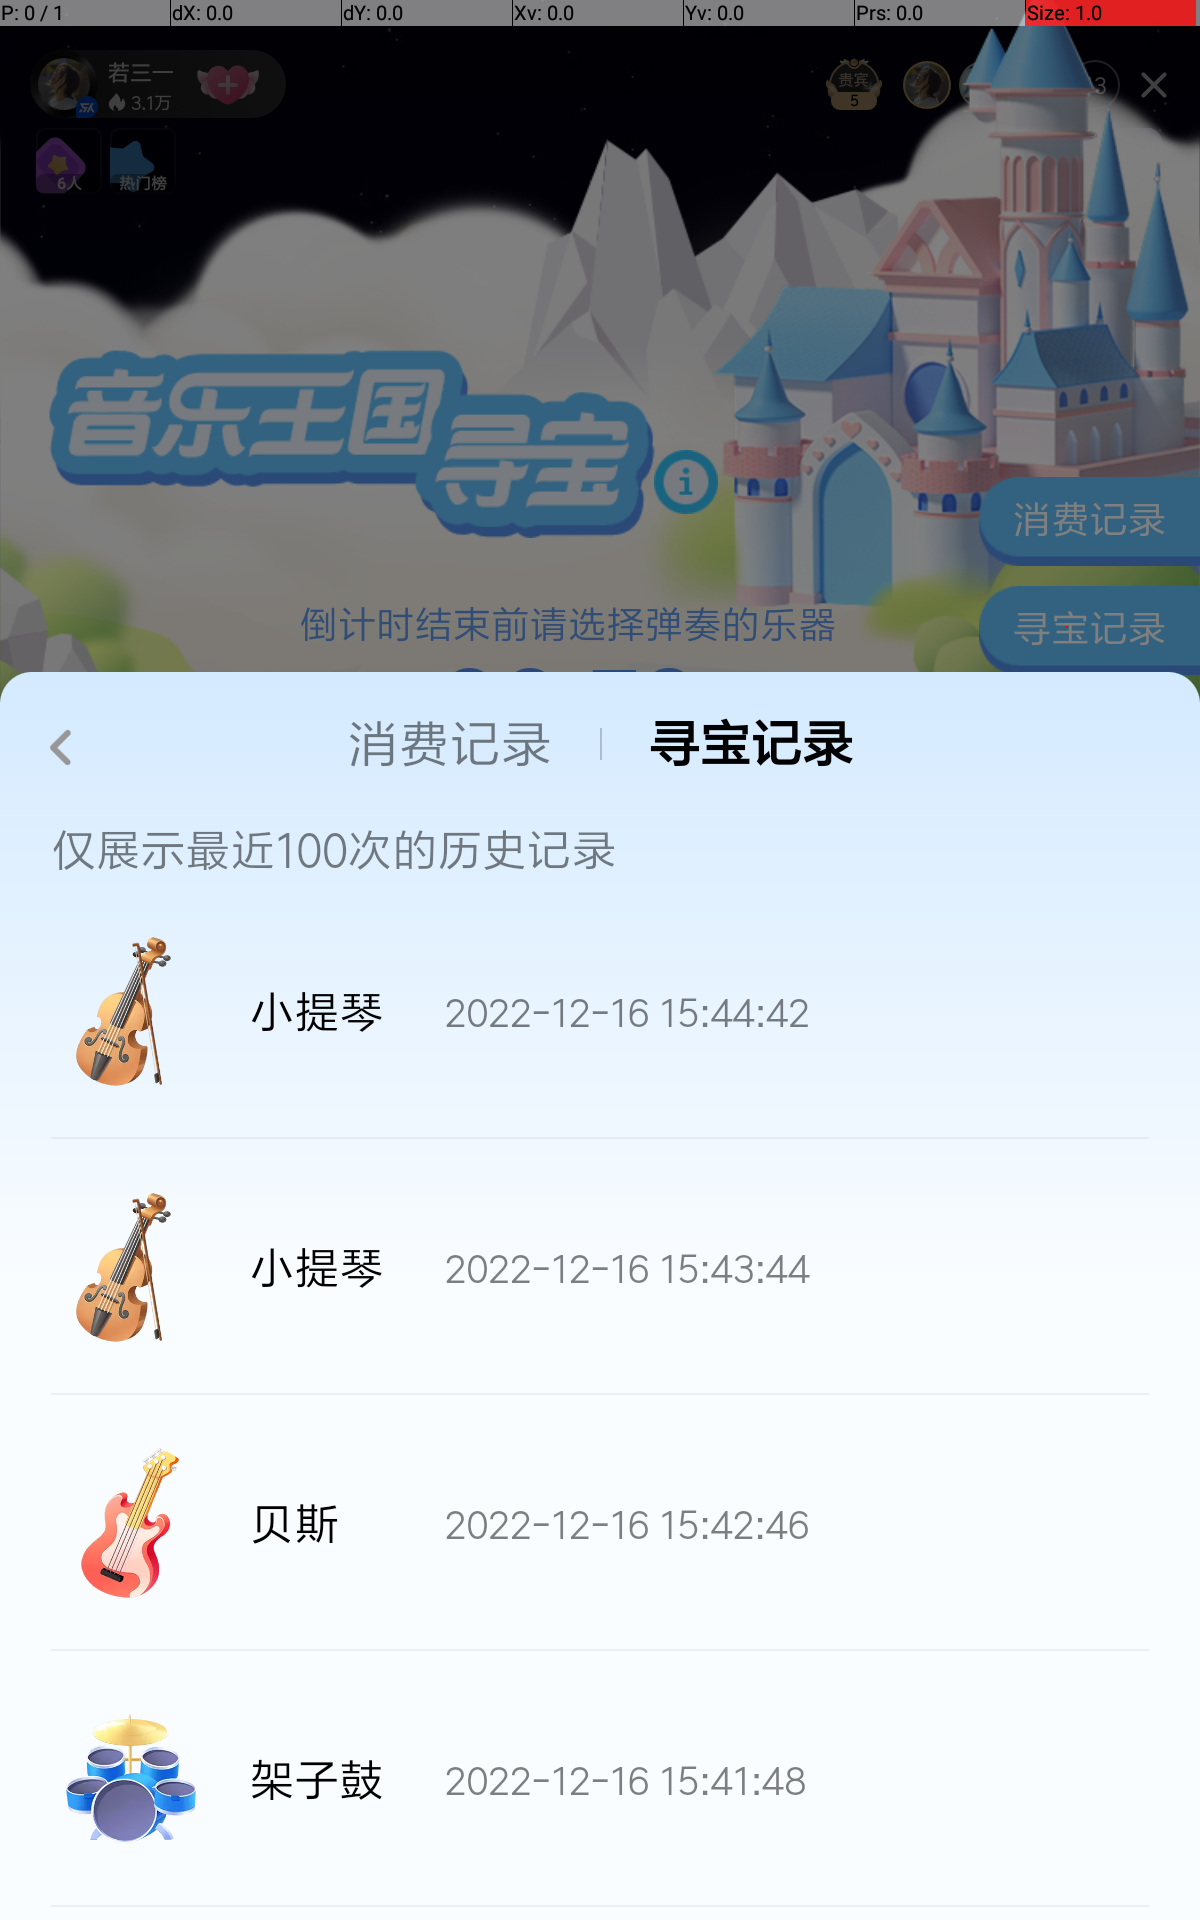 P: 0 / 1 dX: 0.0 dY: 0.0 Xv: 0.0 Yv: 0.0 Prs: 0.0 Size: 1.0
若三一
3.1万
贵宾
5
3
6人
热门榜
音乐王国
寻宝
消费记录
倒计时结束前请选择弹奏的乐器
寻宝记录
消费记录 寻宝记录
仅展示最近100次的历史记录
小提琴 2022-12-16 15:44:42
小提琴 2022-12-16 15:43:44
贝斯 2022-12-16 15:42:46
架子鼓 2022-12-16 15:41:48